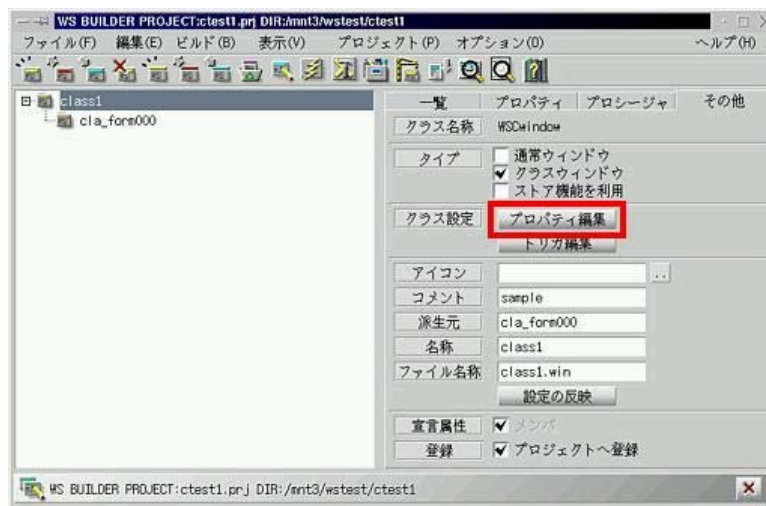 WS BUILDER PROJECT:ctest1.prj DIR:/mnt3/wstest/ctest1
ファイル(F) 編集(E) ビルド(B) 表示(V) プロジェクト(P) オプション(O) ヘルプ(H)
class1
cla_form000
一覧 プロパティ プロシージャ その他
クラス名称 WSCwindow
タイプ 通常ウィンドウ
クラスウィンドウ
ストア機能を利用
クラス設定 プロパティ編集
トリガ編集
アイコン ..
コメント sample
派生元 cla_form000
名称 class1
ファイル名称 class1.win
設定の反映
宣言属性 メンバ
登録 プロジェクトへ登録
WS BUILDER PROJECT:ctest1.prj DIR:/mnt3/wstest/ctest1